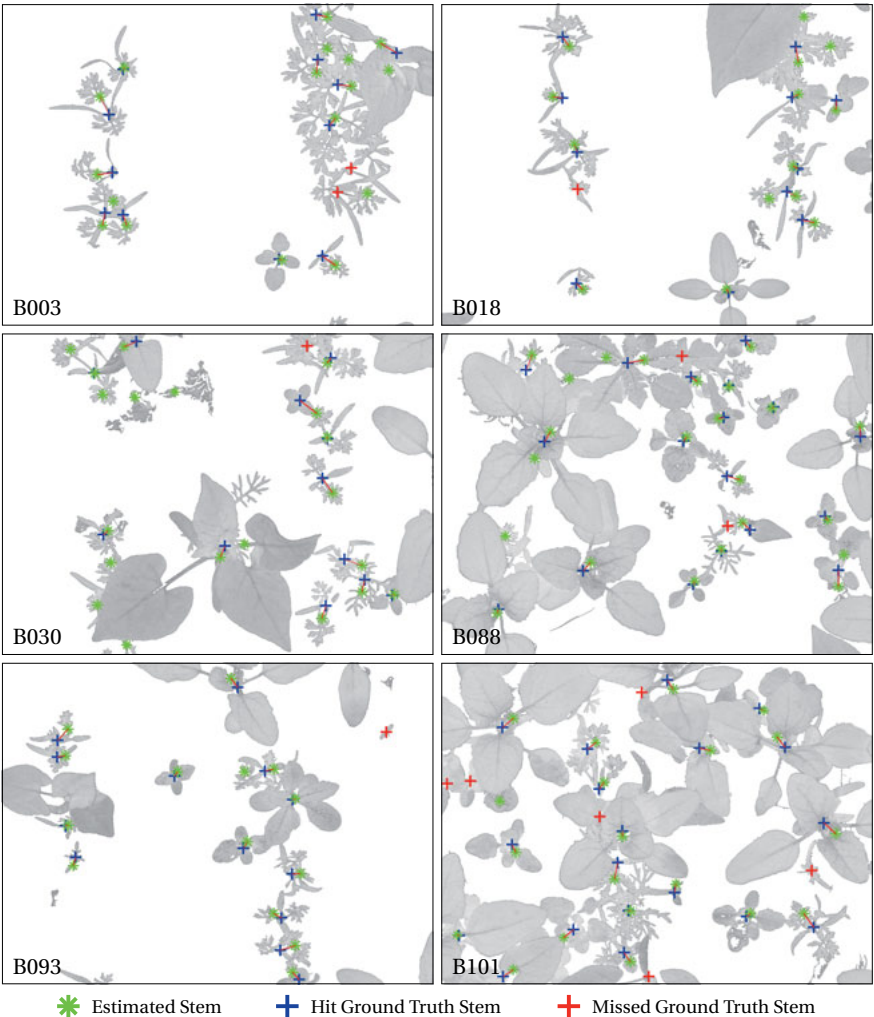 B003
B018
B030
B088
B093
B101
Estimated Stem
Hit Ground Truth Stem
Missed Ground Truth Stem